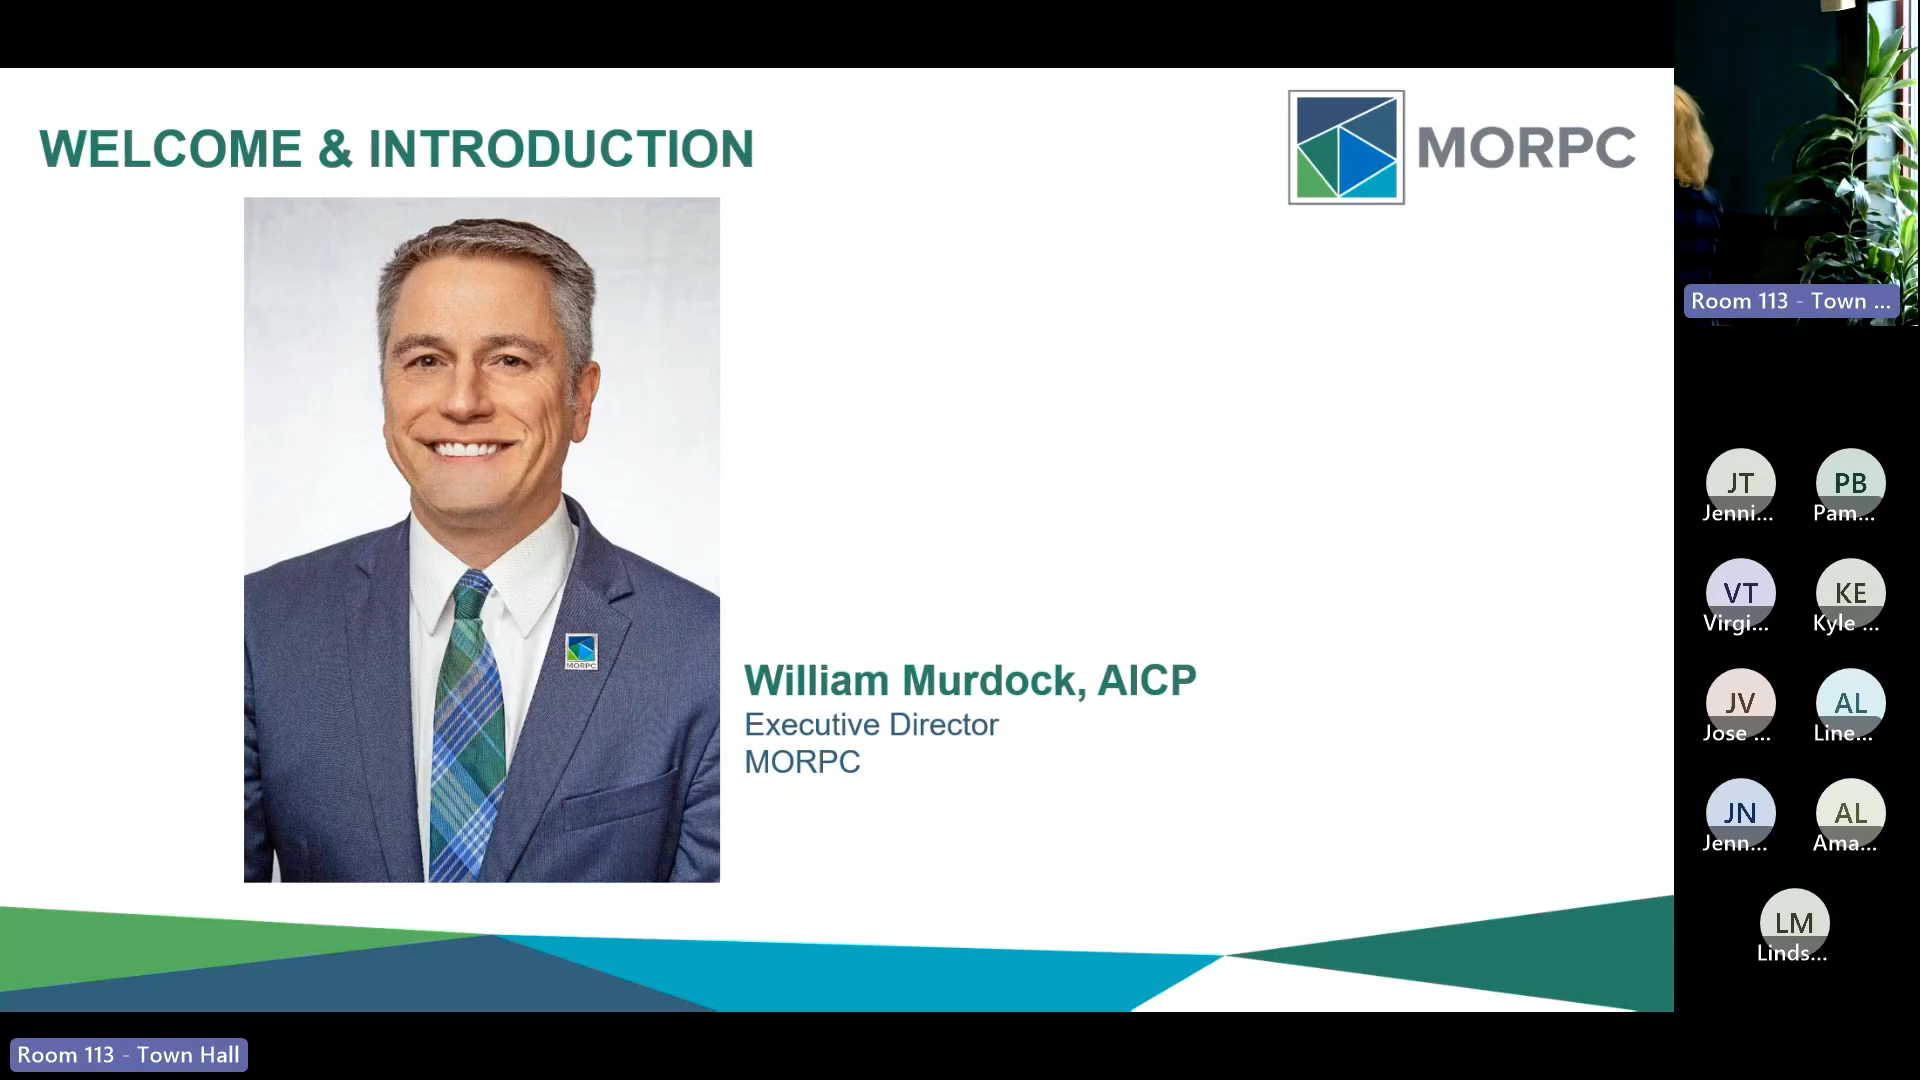 WELCOME & INTRODUCTION
MORPC
MORPC
William Murdock, AICP
Executive Director
MORPC
Room 113 - Town ...
JT
Jenni...
PB
Pam...
VT
Virgi...
KE
Kyle ...
JV
Jose ...
AL
Line...
JN
Jenn...
AL
Ama...
LM
Linds...
Room 113 - Town Hall